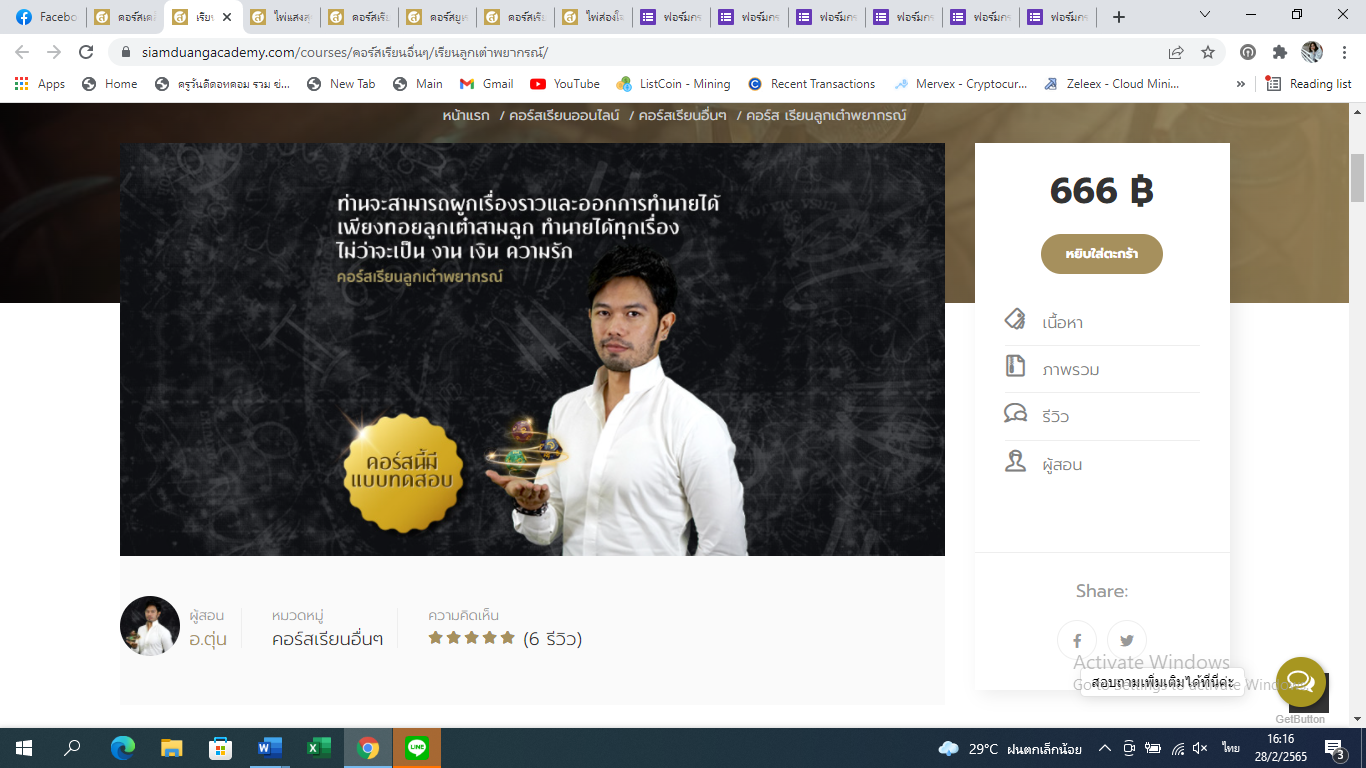 Facebo
คอร์สเคล
เรีย
ไพ่แสงสุ
คอร์สเรีย
คอร์สยูเ
คอร์สเรีย
ไพ่ส่องใจ
ฟอร์มกร
ฟอร์มกร
ฟอร์มกร
ฟอร์มกร
ฟอร์มกร
ฟอร์มกร
siamduangacademy.com/courses/คอร์สเรียนอื่นๆ/เรียนลูกเต๋าพยากรณ์/
Apps
Home
ครูวันดีดอทคอม รวม ข่...
New Tab
Main
Gmail
YouTube
ListCoin - Mining
Recent Transactions
Mervex - Cryptocur...
Zeleex - Cloud Mini...
»
Reading list
หน้าแรก / คอร์สเรียนออนไลน์ / คอร์สเรียนอื่นๆ / คอร์ส เรียนลูกเต๋าพยากรณ์
ท่านจะสามารถผูกเรื่องราวและออกการทำนายได้
เพียงทอยลูกเต๋าสามลูก ทำนายได้ทุกเรื่อง
ไม่ว่าจะเป็น งาน เงิน ความรัก
คอร์สเรียนลูกเต๋าพยากรณ์
คอร์สนี้มี
แบบทดสอบ
666 ฿
หยิบใส่ตะกร้า
เนื้อหา
ภาพรวม
รีวิว
ผู้สอน
Share:
ผู้สอน
อ.ตุ่น
หมวดหมู่
คอร์สเรียนอื่นๆ
ความคิดเห็น
(6 รีวิว)
Activate Windows
Go to Settings to activate Windows.
สอบถามเพิ่มเติมได้ที่นี่ค่ะ
GetButton
29°C ฝนตกเล็กน้อย
ไทย
16:16
28/2/2565
3